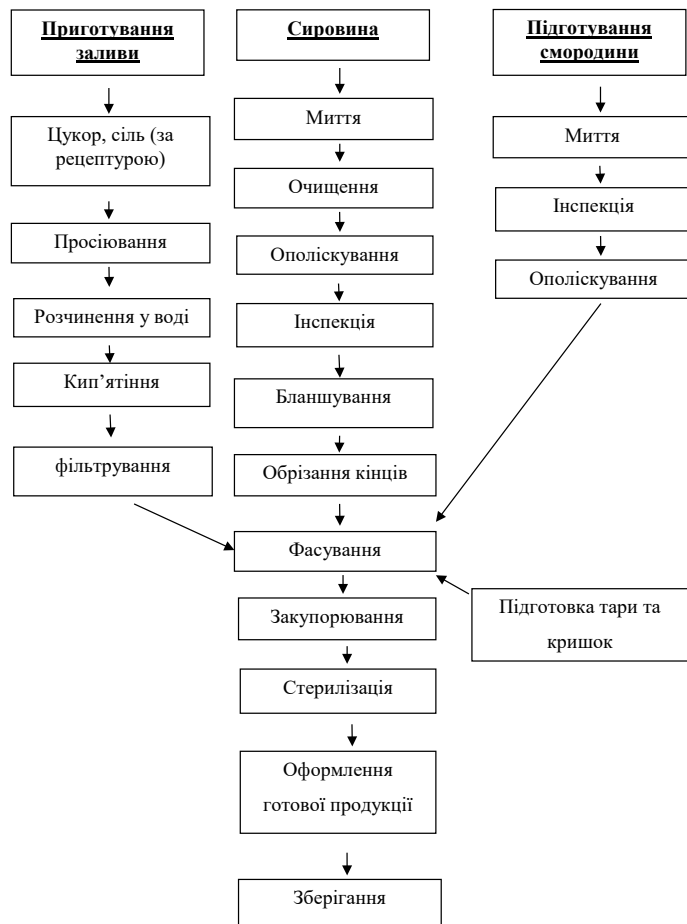 Приготування
заливи
Цукор, сіль (за
рецептурою)
Просіювання
Розчинення у воді
Кип’ятіння
фільтрування
Сировина
Миття
Очищення
Ополіскування
Інспекція
Бланшування
Обрізання кінців
Фасування
Закупорювання
Стерилізація
Оформлення
готової продукції
Зберігання
Підготування
смородини
Миття
Інспекція
Ополіскування
Підготовка тари та
кришок